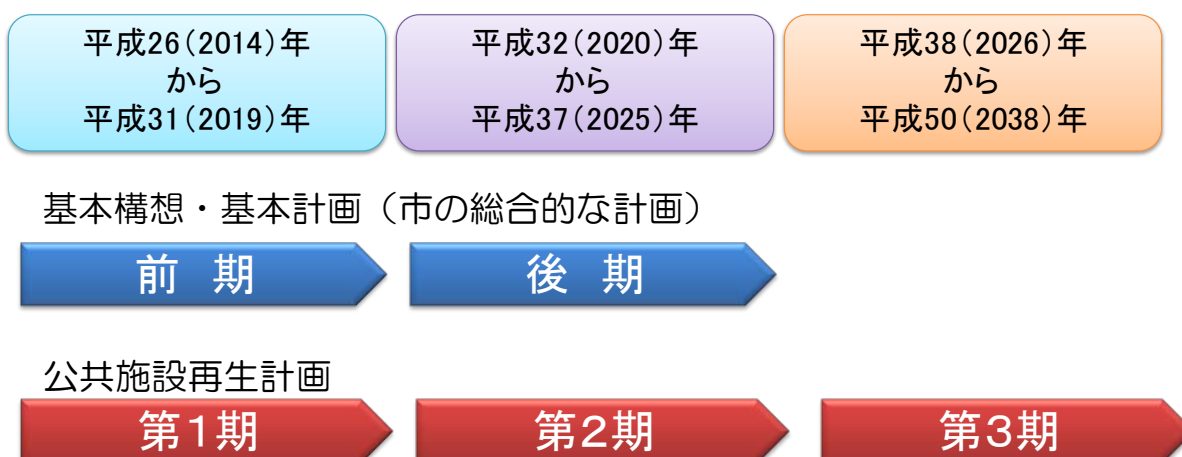 平成26（2014）年
から
平成31（2019）年
平成32（2020）年
から
平成37（2025）年
平成38（2026）年
から
平成50（2038）年
基本構想・基本計画（市の総合的な計画）
前　期
後　期
公共施設再生計画
第１期
第２期
第３期